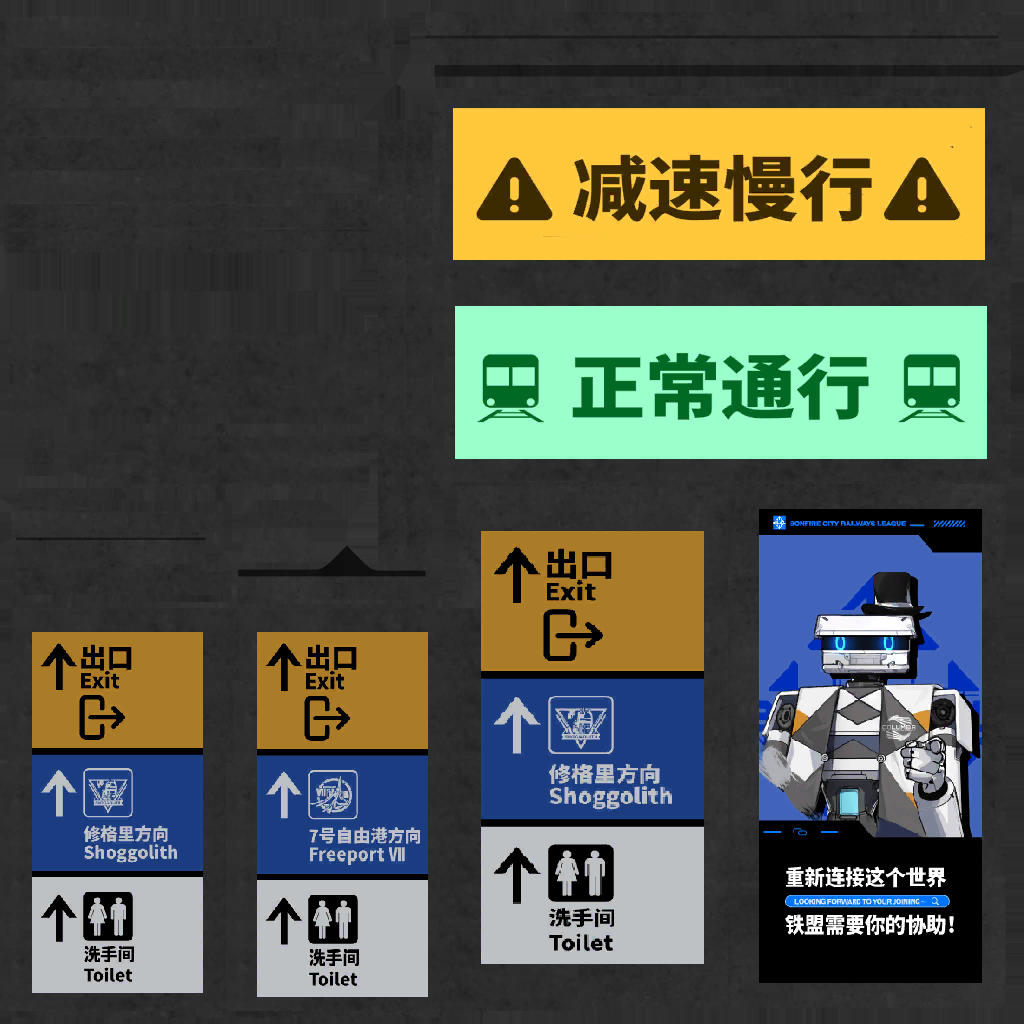 减速慢行
正常通行
出口
Exit
修格里方向
Shoggolith
洗手间
Toilet
出口
Exit
7号自由港方向
Freeport Ⅶ
洗手间
Toilet
出口
Exit
修格里方向
Shoggolith
洗手间
Toilet
BONFIRE CITY RAILWAYS LEAGUE
COLUMBA
重新连接这个世界
LOOKING FORWARD TO YOUR JOINING
铁盟需要你的协助！